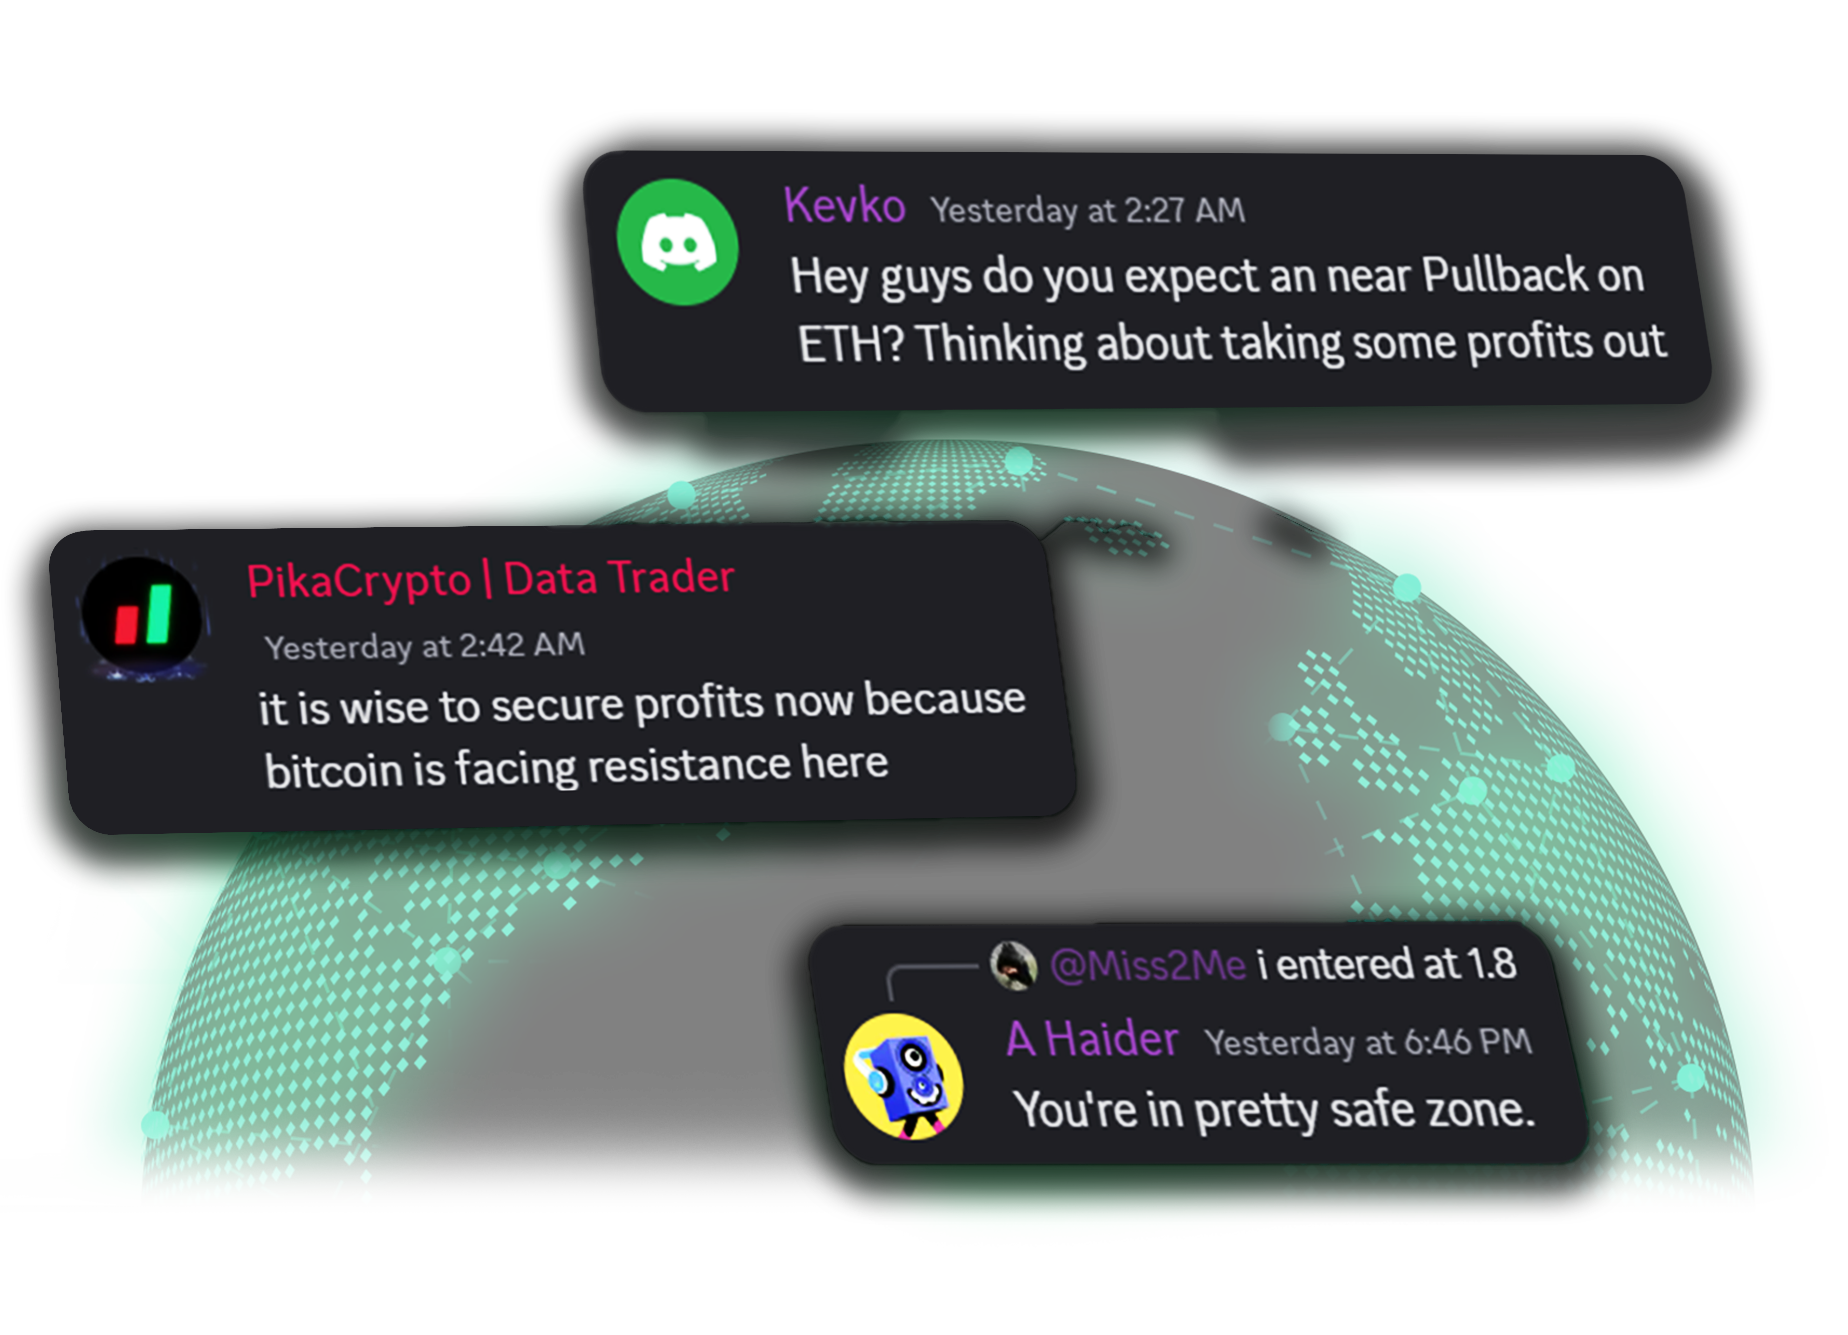 Kevko Yesterday at 2:27 AM
Hey guys do you expect an near Pullback on
ETH? Thinking about taking some profits out
PikaCrypto | Data Trader
Yesterday at 2:42 AM
it is wise to secure profits now because
bitcoin is facing resistance here
@Miss2Me i entered at 1.8
A Haider Yesterday at 6:46 PM
You're in pretty safe zone.